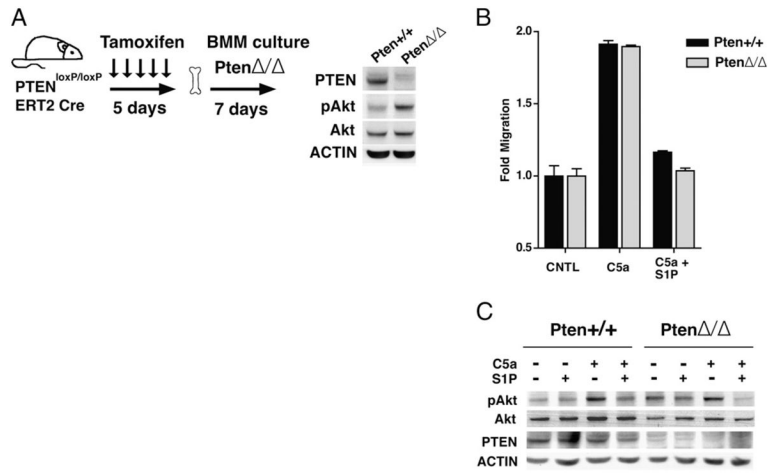 A
Tamoxifen
BMM culture
PtenΔ/Δ
PTEN loxP/loxP
ERT2 Cre
5 days
7 days
Pten+/+
PtenΔ/Δ
PTEN
pAkt
Akt
ACTIN
B
Fold Migration
2.0
1.5
1.0
0.5
CNTL
C5a
C5a +
S1P
Pten+/+
PtenΔ/Δ
C
Pten+/+ PtenΔ/Δ
C5a - - + + - - + +
S1P - + - + - + - +
pAkt
Akt
PTEN
ACTIN